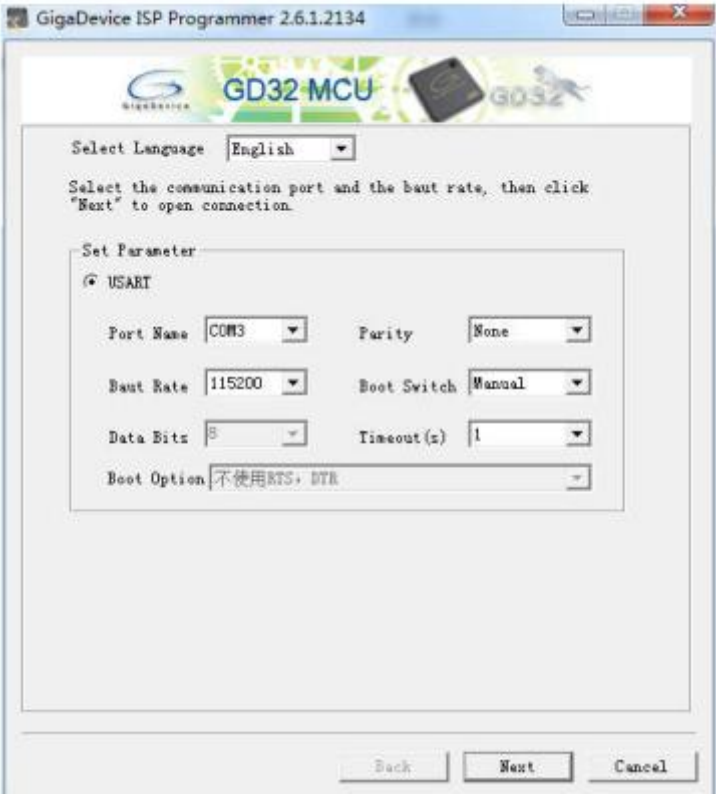 GigaDevice ISP Programmer 2.6.1.2134
GigaDevice GD32 MCU GD32
Select Language English
Select the communication port and the baut rate, then click
"Next" to open connection.
Set Parameter
USART
Port Name COM3 Parity None
Baut Rate 115200 Boot Switch Manual
Data Bits 8 Timeout(s) 1
Boot Option 不使用RTS, DTR
Back Next Cancel